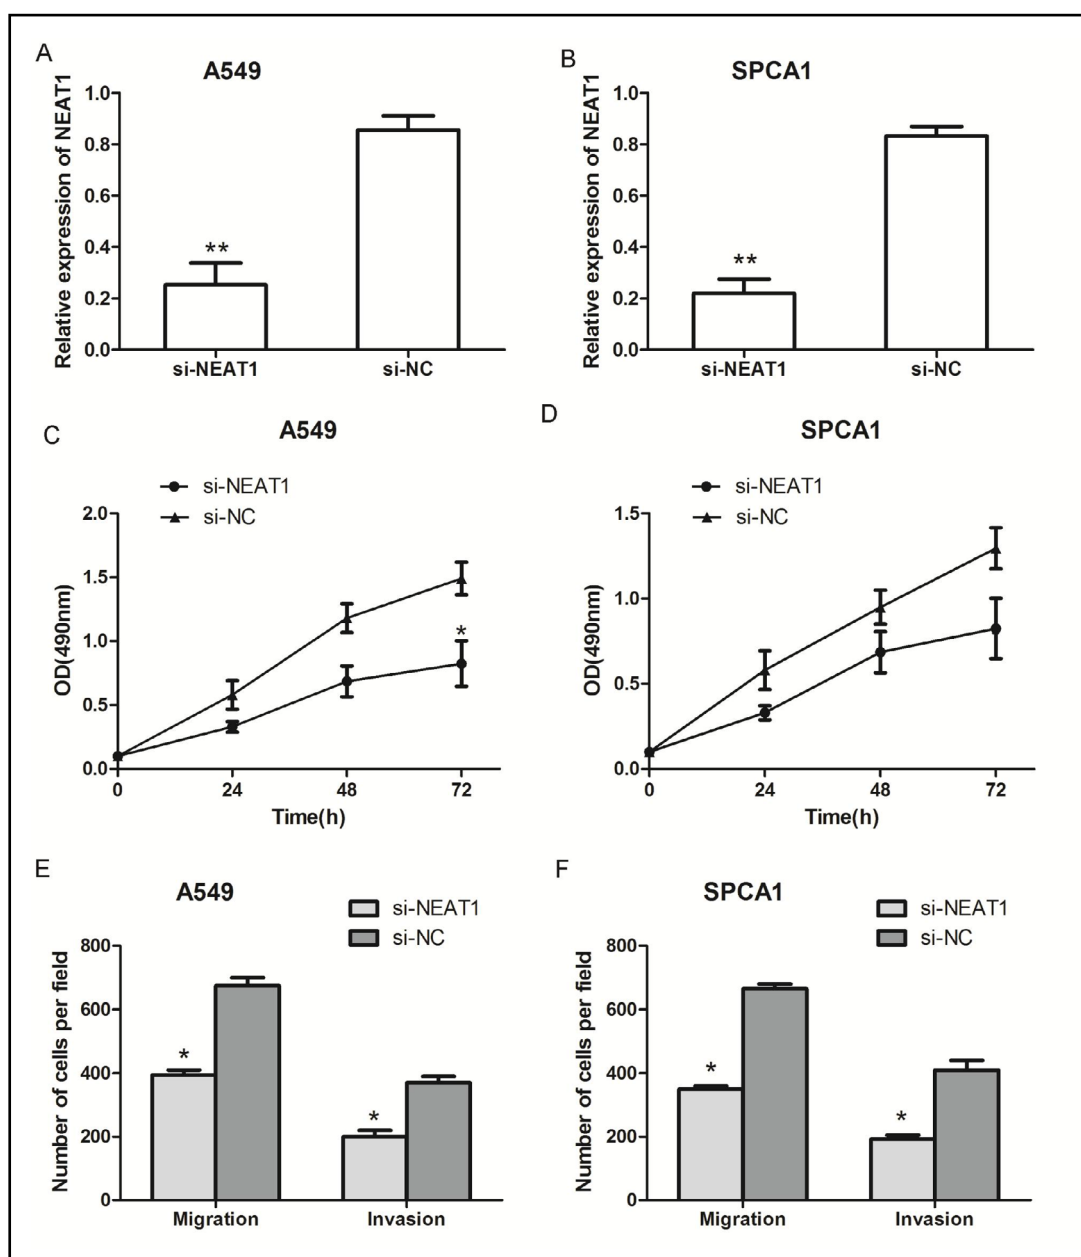 A
A549
Relative expression of NEAT1
1.0
0.8
0.6
0.4
0.2
0.0
**
si-NEAT1
si-NC
B
SPCA1
Relative expression of NEAT1
1.0
0.8
0.6
0.4
0.2
0.0
**
si-NEAT1
si-NC
C
A549
si-NEAT1
si-NC
OD(490nm)
2.0
1.5
1.0
0.5
0.0
*
0
24
48
72
Time(h)
D
SPCA1
si-NEAT1
si-NC
OD(490nm)
1.5
1.0
0.5
0.0
0
24
48
72
Time(h)
E
A549
si-NEAT1
si-NC
Number of cells per field
800
600
400
200
0
*
*
Migration
Invasion
F
SPCA1
si-NEAT1
si-NC
Number of cells per field
800
600
400
200
0
*
*
Migration
Invasion